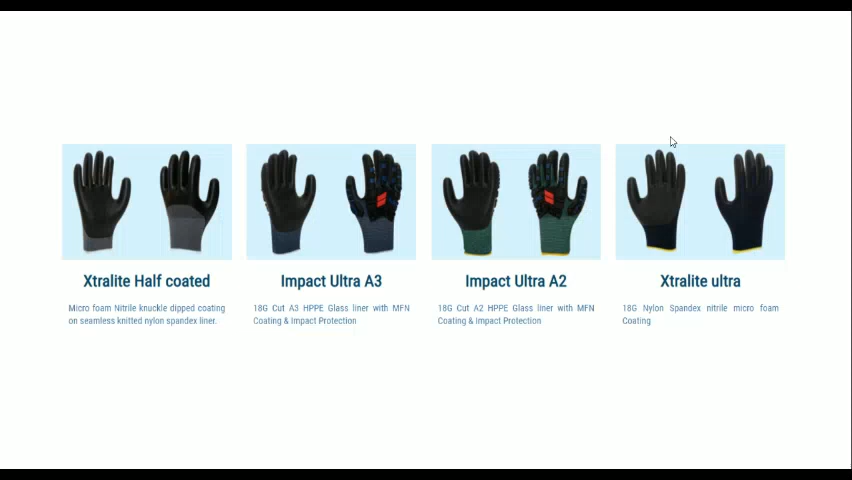 Xtralite Half coated
Micro foam Nitrile knuckle dipped coating
on seamless knitted nylon spandex liner.
Impact Ultra A3
18G Cut A3 HPPE Glass liner with MFN
Coating & Impact Protection
Impact Ultra A2
18G Cut A2 HPPE Glass liner with MFN
Coating & Impact Protection
Xtralite ultra
18G Nylon Spandex nitrile micro foam
Coating